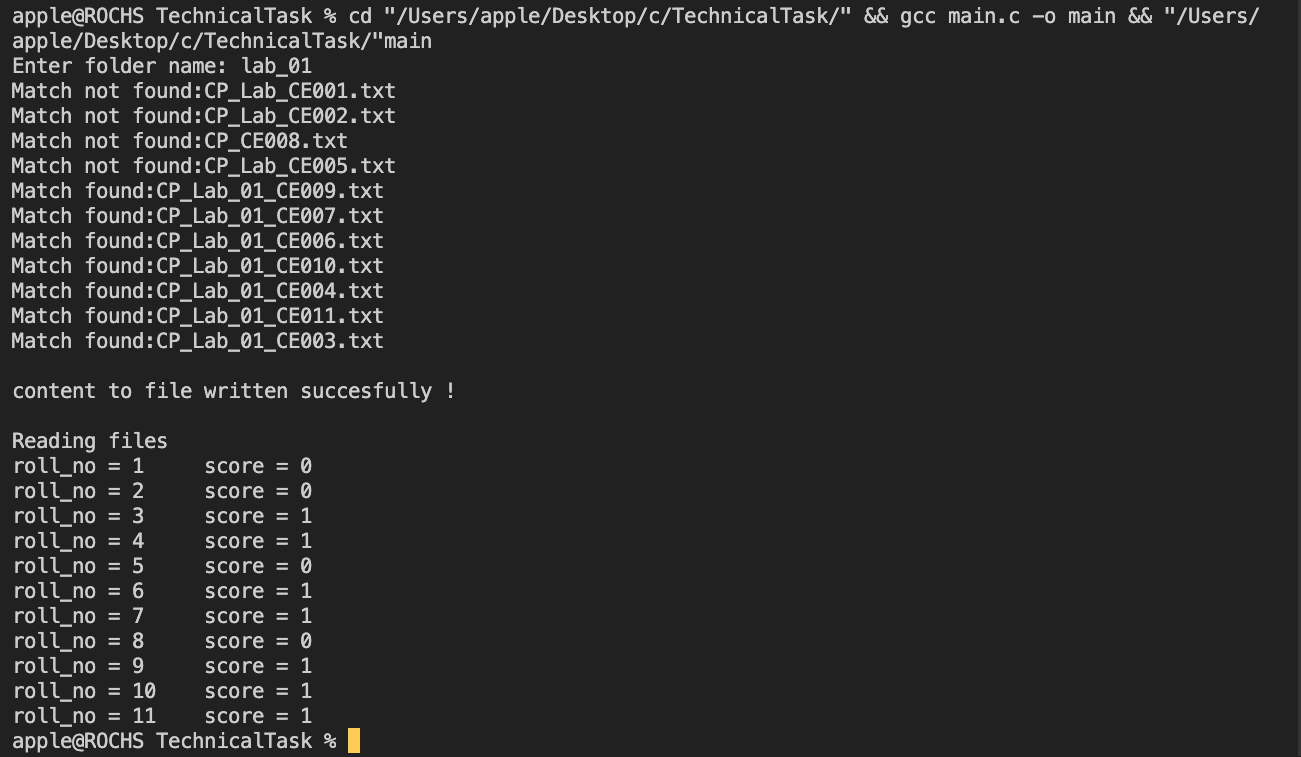 apple@ROCHS TechnicalTask % cd "/Users/apple/Desktop/c/TechnicalTask/" && gcc main.c -o main && "/Users/
apple/Desktop/c/TechnicalTask/"main
Enter folder name: lab_01
Match not found:CP_Lab_CE001.txt
Match not found:CP_Lab_CE002.txt
Match not found:CP_CE008.txt
Match not found:CP_Lab_CE005.txt
Match found:CP_Lab_01_CE009.txt
Match found:CP_Lab_01_CE007.txt
Match found:CP_Lab_01_CE006.txt
Match found:CP_Lab_01_CE010.txt
Match found:CP_Lab_01_CE004.txt
Match found:CP_Lab_01_CE011.txt
Match found:CP_Lab_01_CE003.txt

content to file written succesfully !

Reading files
roll_no = 1     score = 0
roll_no = 2     score = 0
roll_no = 3     score = 1
roll_no = 4     score = 1
roll_no = 5     score = 0
roll_no = 6     score = 1
roll_no = 7     score = 1
roll_no = 8     score = 0
roll_no = 9     score = 1
roll_no = 10    score = 1
roll_no = 11    score = 1
apple@ROCHS TechnicalTask %